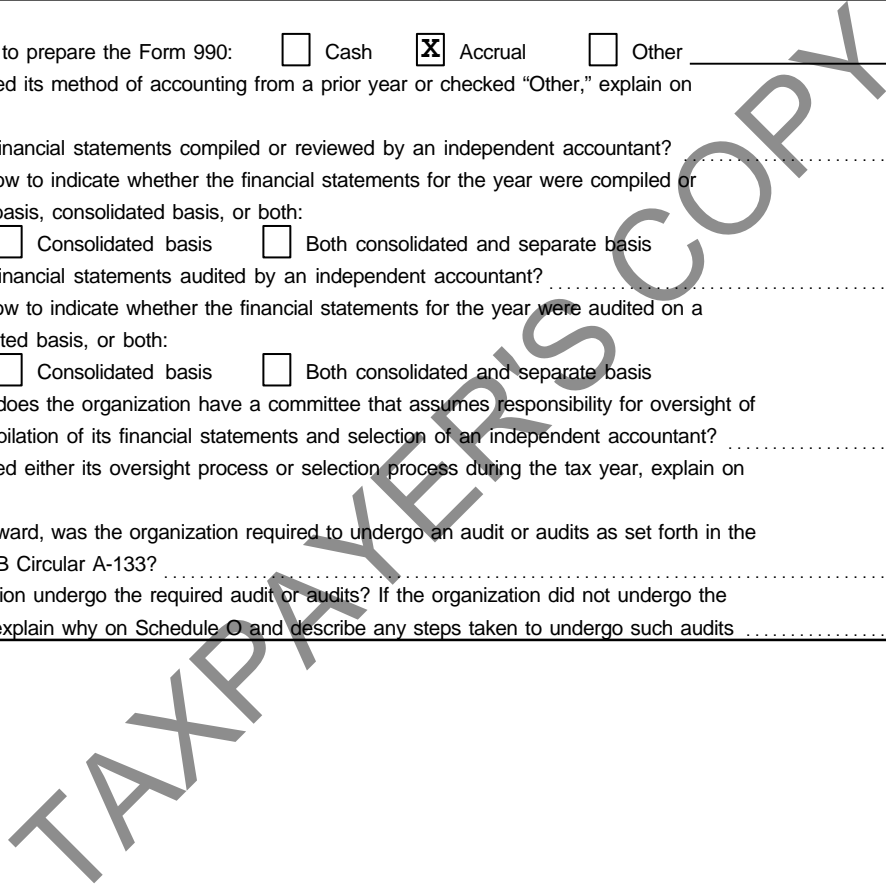 to prepare the Form 990: Cash X Accrual Other
ed its method of accounting from a prior year or checked “Other,” explain on
inancial statements compiled or reviewed by an independent accountant?
ow to indicate whether the financial statements for the year were compiled or
basis, consolidated basis, or both:
Consolidated basis Both consolidated and separate basis
inancial statements audited by an independent accountant?
ow to indicate whether the financial statements for the year were audited on a
ted basis, or both:
Consolidated basis Both consolidated and separate basis
does the organization have a committee that assumes responsibility for oversight of
pilation of its financial statements and selection of an independent accountant?
ed either its oversight process or selection process during the tax year, explain on
ward, was the organization required to undergo an audit or audits as set forth in the
B Circular A-133?
ion undergo the required audit or audits? If the organization did not undergo the
explain why on Schedule O and describe any steps taken to undergo such audits
TAXPAYER'S COPY